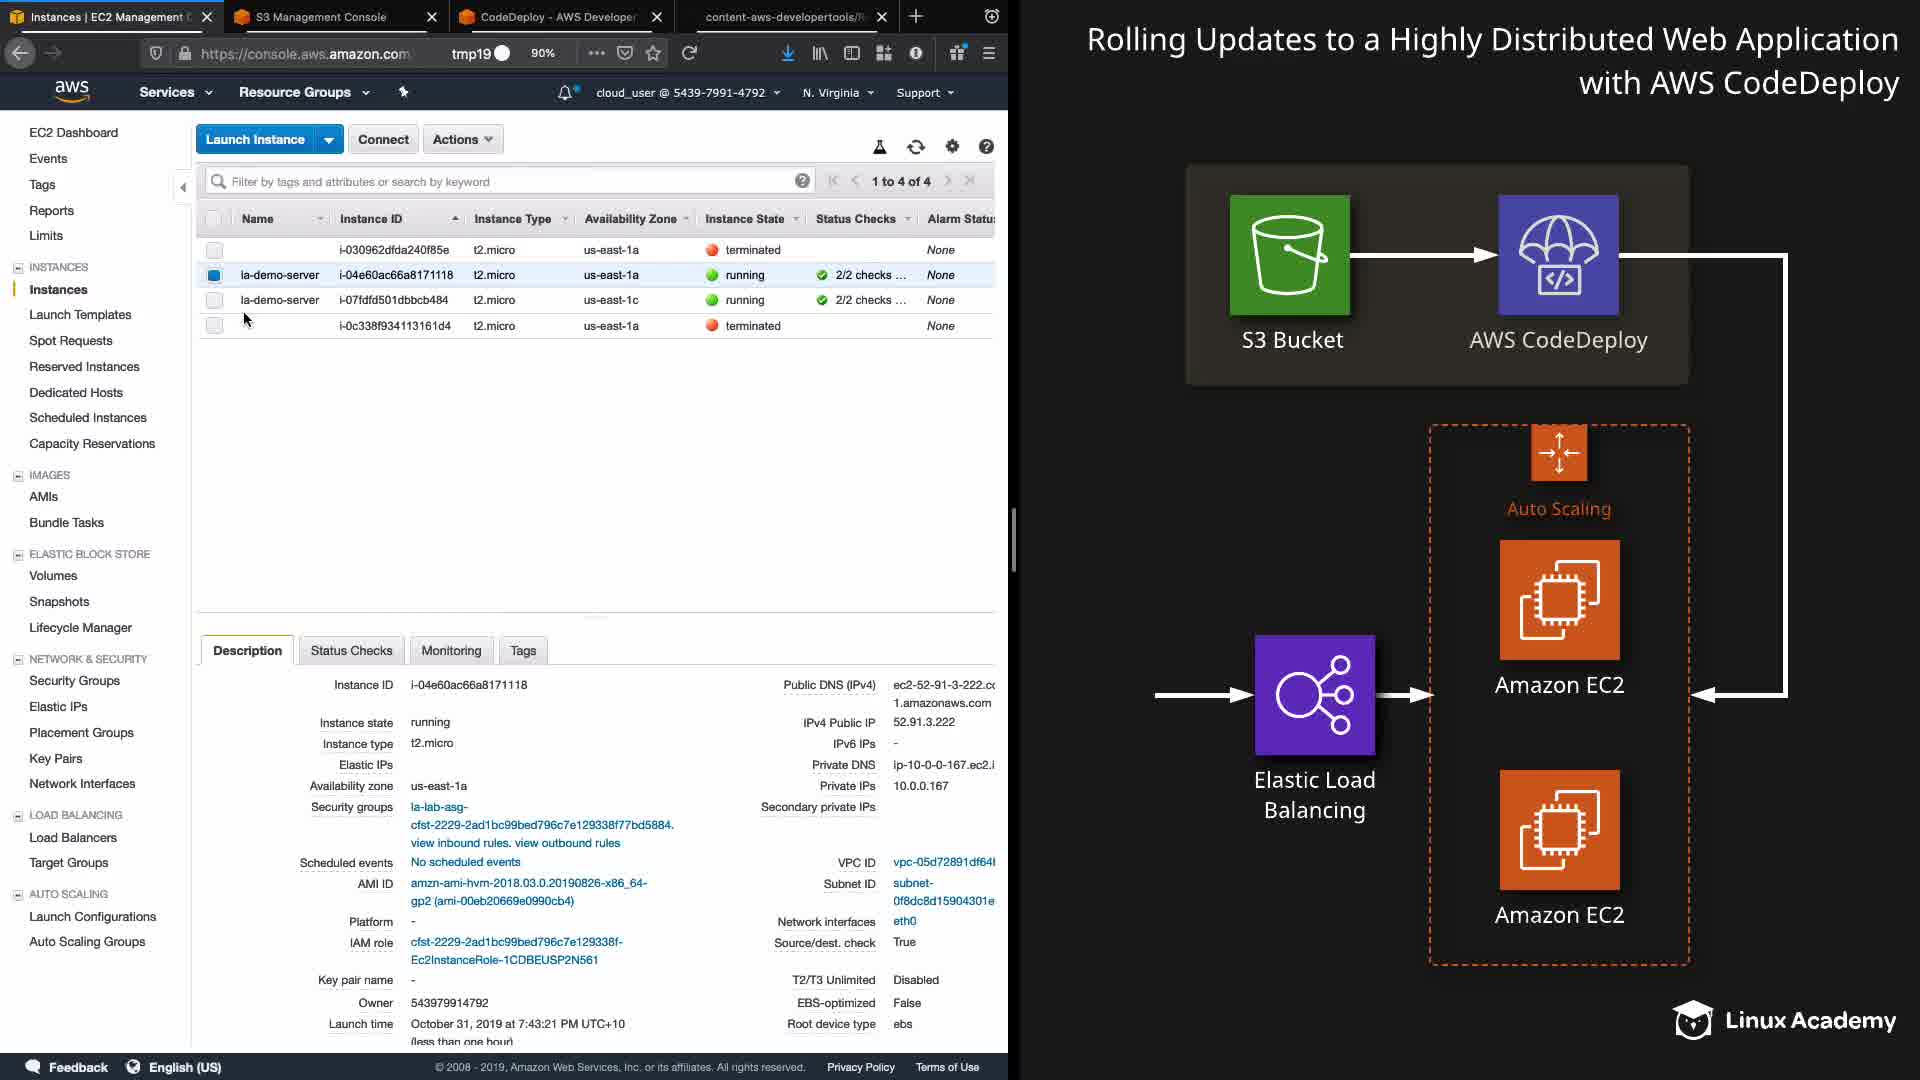 Instances | EC2 Management C
S3 Management Console
CodeDeploy - AWS Developer
content-aws-developertools/R
https://console.aws.amazon.com
tmp19
90%
aws
Services
Resource Groups
cloud_user @ 5439-7991-4792
N. Virginia
Support
EC2 Dashboard
Events
Tags
Reports
Limits
INSTANCES
Instances
Launch Templates
Spot Requests
Reserved Instances
Dedicated Hosts
Scheduled Instances
Capacity Reservations
IMAGES
AMIs
Bundle Tasks
ELASTIC BLOCK STORE
Volumes
Snapshots
Lifecycle Manager
NETWORK & SECURITY
Security Groups
Elastic IPs
Placement Groups
Key Pairs
Network Interfaces
LOAD BALANCING
Load Balancers
Target Groups
AUTO SCALING
Launch Configurations
Auto Scaling Groups
Launch Instance
Connect
Actions
Filter by tags and attributes or search by keyword
1 to 4 of 4
Name Instance ID Instance Type Availability Zone Instance State Status Checks Alarm Statu
i-030962dfda240f85e t2.micro us-east-1a terminated None
la-demo-server i-04e60ac66a8171118 t2.micro us-east-1a running 2/2 checks ... None
la-demo-server i-07fdfd501dbbcb484 t2.micro us-east-1c running 2/2 checks ... None
i-0c338f934113161d4 t2.micro us-east-1a terminated None
Description
Status Checks
Monitoring
Tags
Instance ID i-04e60ac66a8171118
Instance state running
Instance type t2.micro
Elastic IPs
Availability zone us-east-1a
Security groups la-lab-asg-
cfst-2229-2ad1bc99bed796c7e129338f77bd5884.
view inbound rules. view outbound rules
Scheduled events No scheduled events
AMI ID amzn-ami-hvm-2018.03.0.20190826-x86_64-
gp2 (ami-00eb20669e0990cb4)
Platform -
IAM role cfst-2229-2ad1bc99bed796c7e129338f-
Ec2InstanceRole-1CDBEUSP2N561
Key pair name -
Owner 543979914792
Launch time October 31, 2019 at 7:43:21 PM UTC+10
(less than one hour)
Public DNS (IPv4) ec2-52-91-3-222.co
1.amazonaws.com
IPv4 Public IP 52.91.3.222
IPv6 IPs -
Private DNS ip-10-0-0-167.ec2.i
Private IPs 10.0.0.167
Secondary private IPs
VPC ID vpc-05d72891df64
Subnet ID subnet-
0f8dc8d15904301e
Network interfaces eth0
Source/dest. check True
T2/T3 Unlimited Disabled
EBS-optimized False
Root device type ebs
Feedback
English (US)
© 2008 - 2019, Amazon Web Services, Inc. or its affiliates. All rights reserved.
Privacy Policy
Terms of Use
Rolling Updates to a Highly Distributed Web Application
with AWS CodeDeploy
S3 Bucket
AWS CodeDeploy
Auto Scaling
Amazon EC2
Elastic Load
Balancing
Amazon EC2
Linux Academy